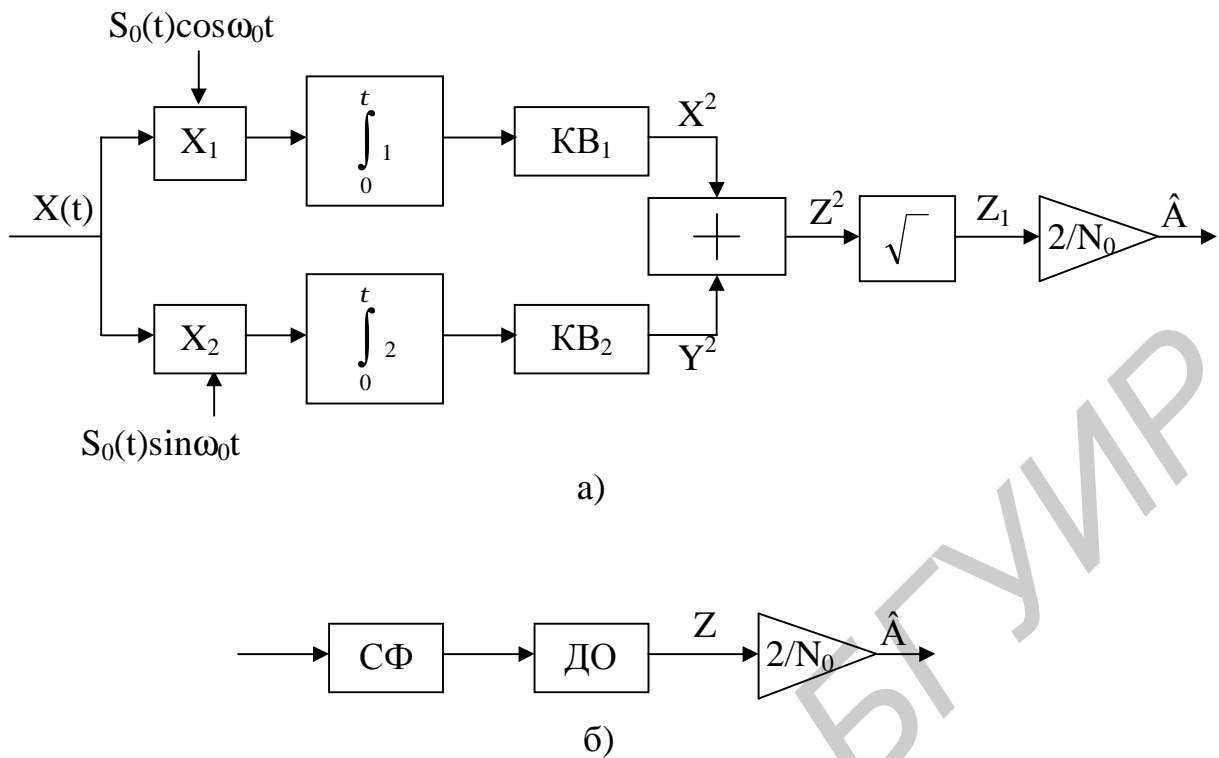 S₀(t)cosω₀t
X(t)
X₁
∫₀ᵗ ₁
КВ₁
X²
+
Z²
√
Z₁
2/N₀
Â
X₂
∫₀ᵗ ₂
КВ₂
Y²
S₀(t)sinω₀t
а)
СФ
ДО
Z
2/N₀
Â
б)
БГУИР